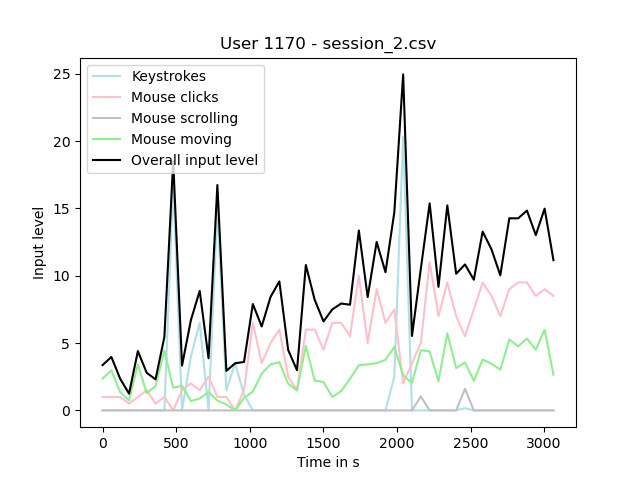 User 1170 - session_2.csv
Keystrokes
Mouse clicks
Mouse scrolling
Mouse moving
Overall input level
25
20
15
10
5
0
Input level
0 500 1000 1500 2000 2500 3000
Time in s